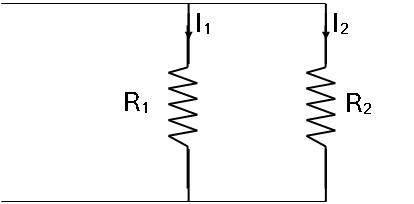 I₁ I₂
R₁ R₂